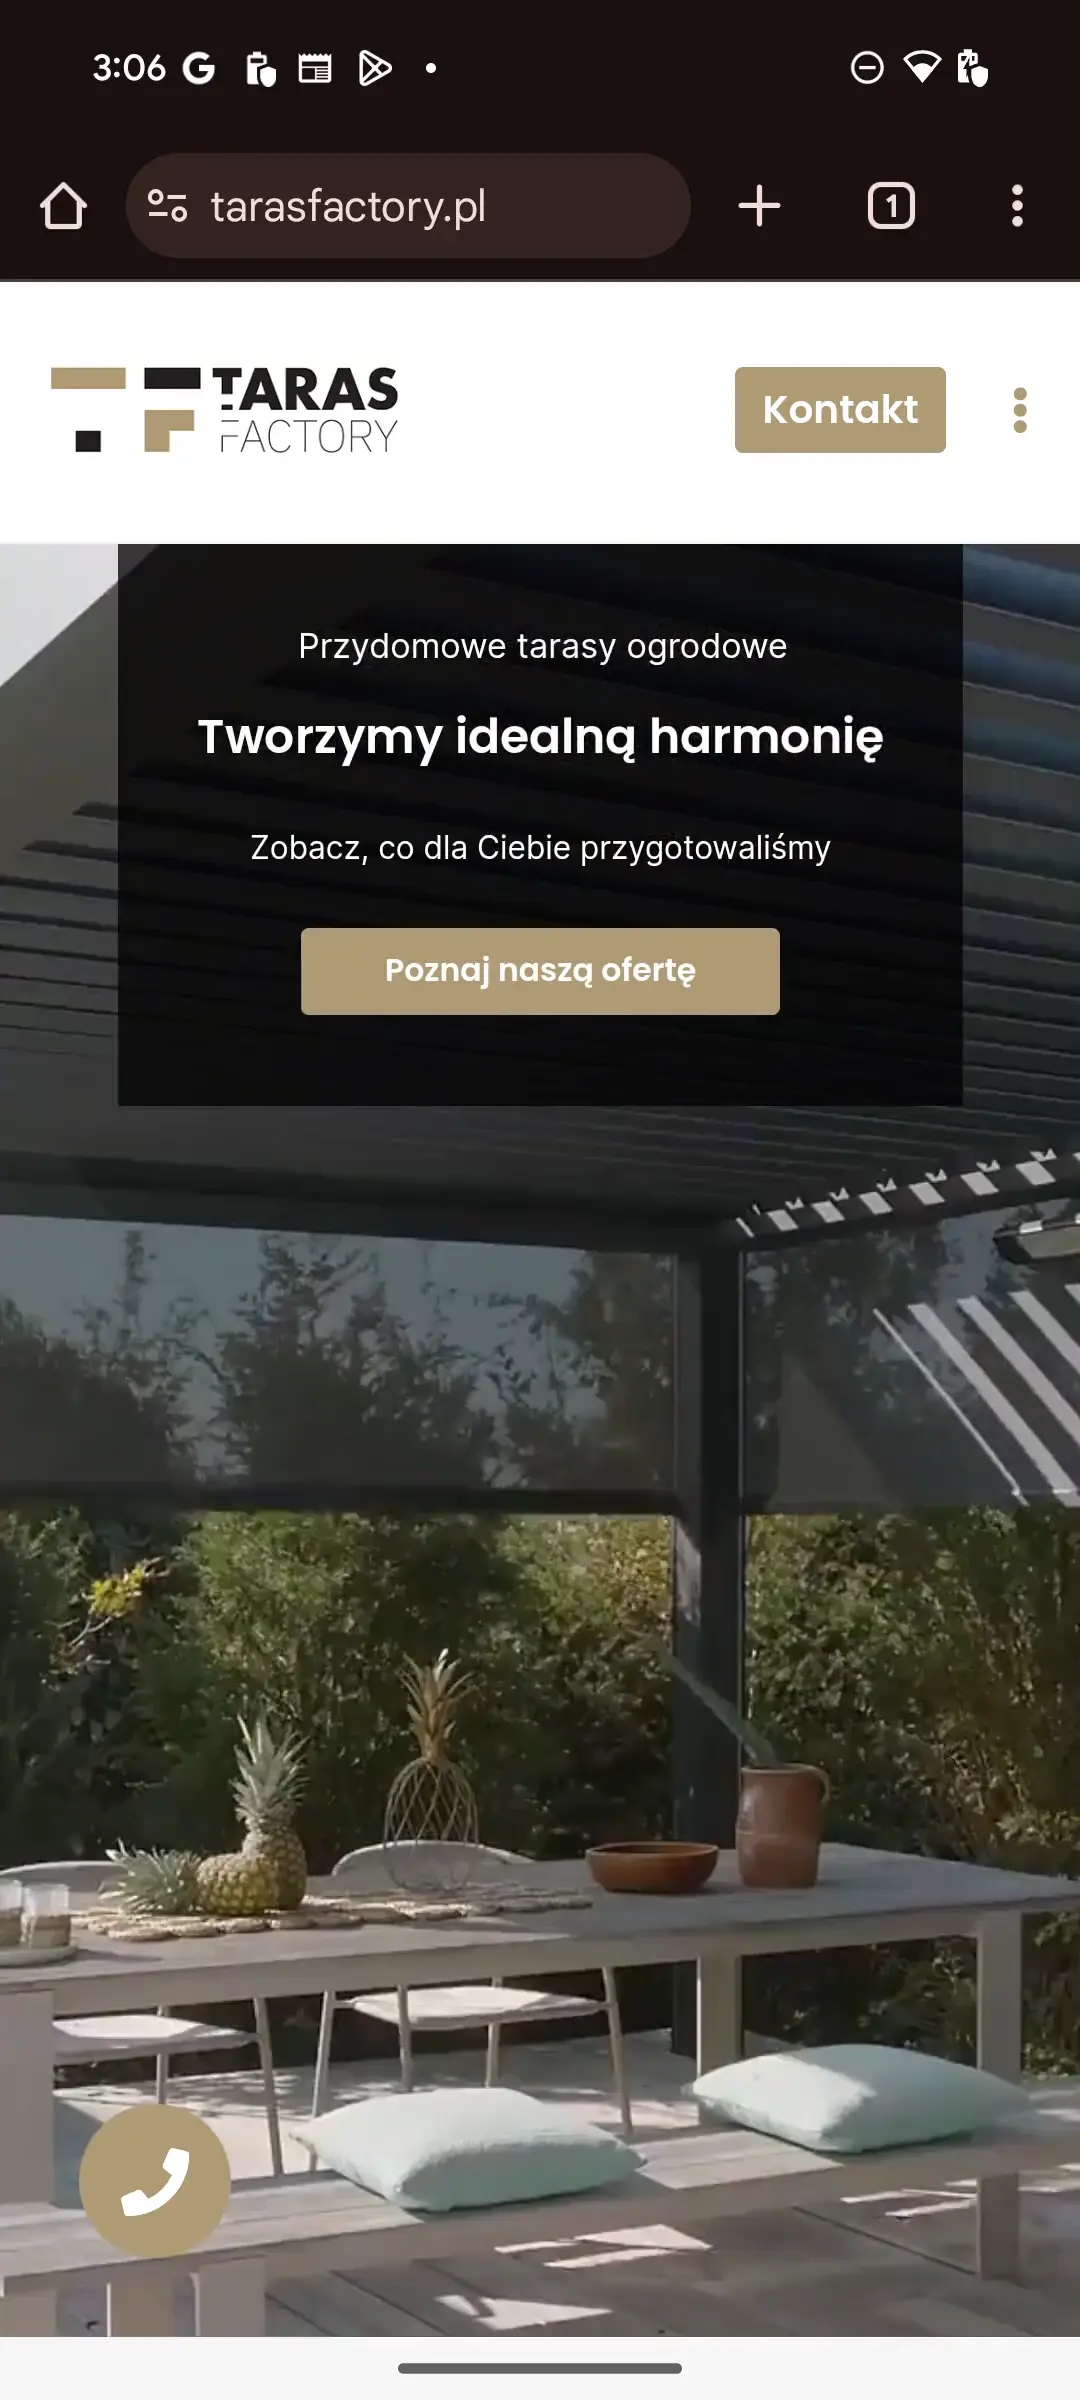 3:06
tarasfactory.pl
1
TARAS
FACTORY
Kontakt
Przydomowe tarasy ogrodowe
Tworzymy idealną harmonię
Zobacz, co dla Ciebie przygotowaliśmy
Poznaj naszą ofertę